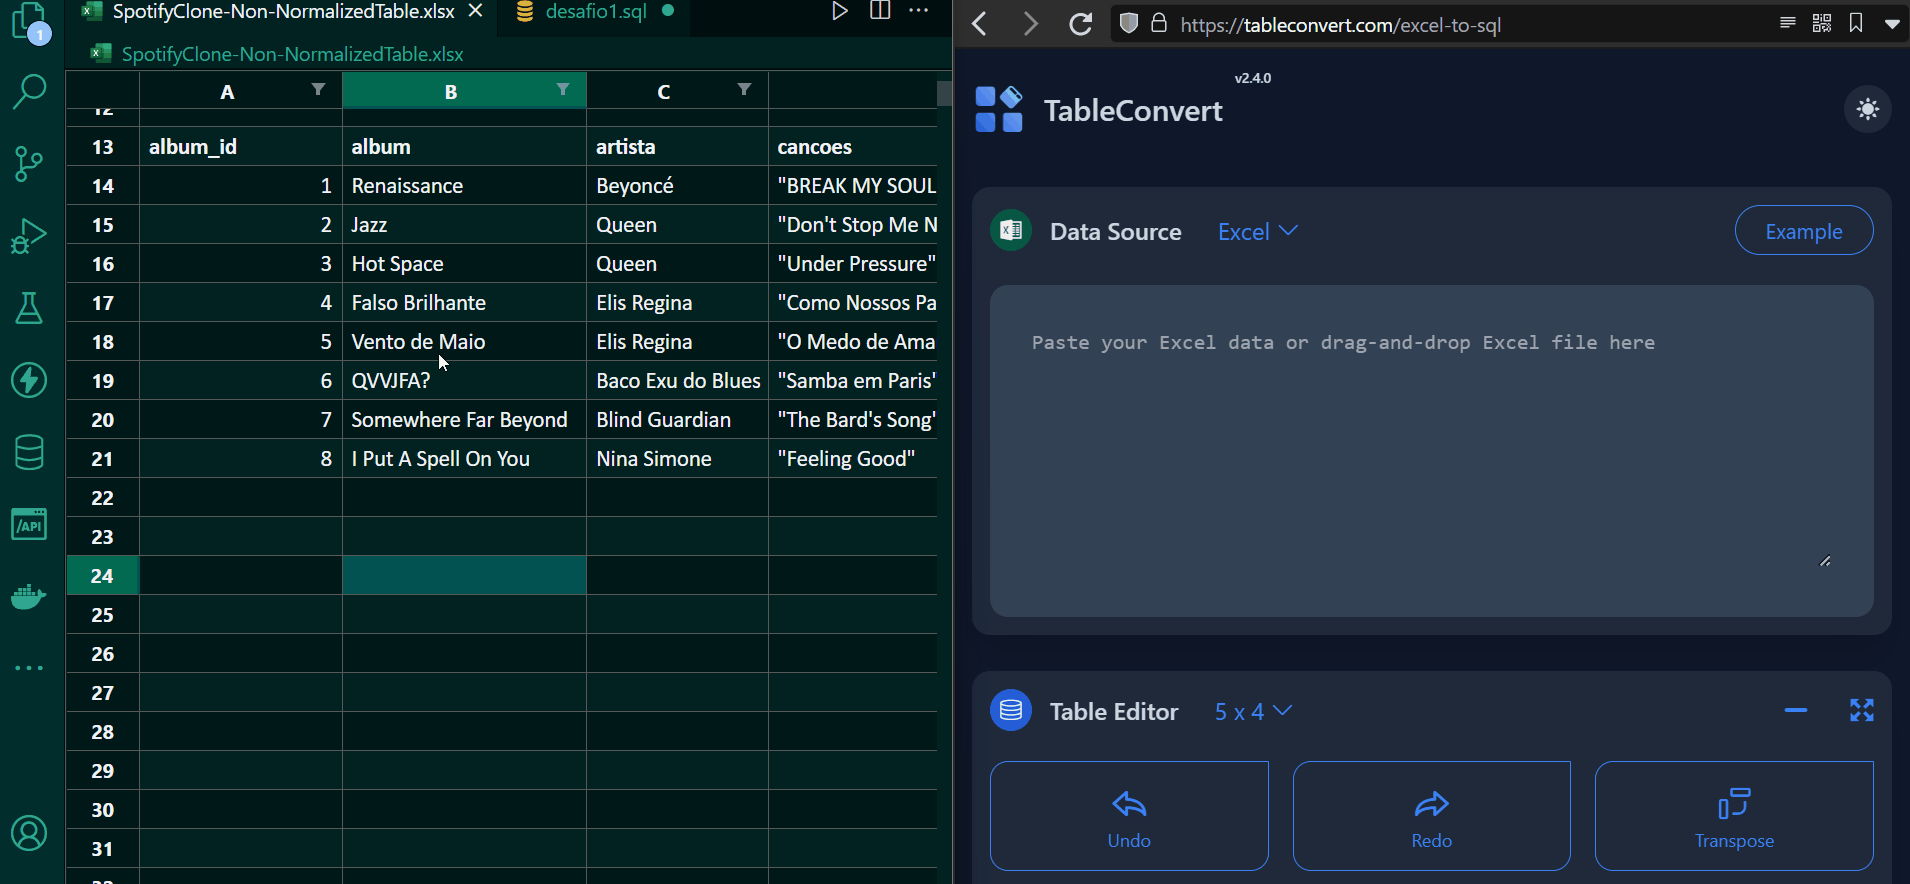 SpotifyClone-Non-NormalizedTable.xlsx
desafio1.sql
SpotifyClone-Non-NormalizedTable.xlsx
A B C
12
13 album_id album artista cancoes
14 1 Renaissance Beyoncé "BREAK MY SOUL
15 2 Jazz Queen "Don't Stop Me N
16 3 Hot Space Queen "Under Pressure"
17 4 Falso Brilhante Elis Regina "Como Nossos Pa
18 5 Vento de Maio Elis Regina "O Medo de Ama
19 6 QVVJFA? Baco Exu do Blues "Samba em Paris"
20 7 Somewhere Far Beyond Blind Guardian "The Bard's Song"
21 8 I Put A Spell On You Nina Simone "Feeling Good"
22
23
24
25
26
27
28
29
30
31
32
1
/API
https://tableconvert.com/excel-to-sql
v2.4.0
TableConvert
Data Source Excel
Example
Paste your Excel data or drag-and-drop Excel file here
Table Editor 5 x 4
Undo
Redo
Transpose